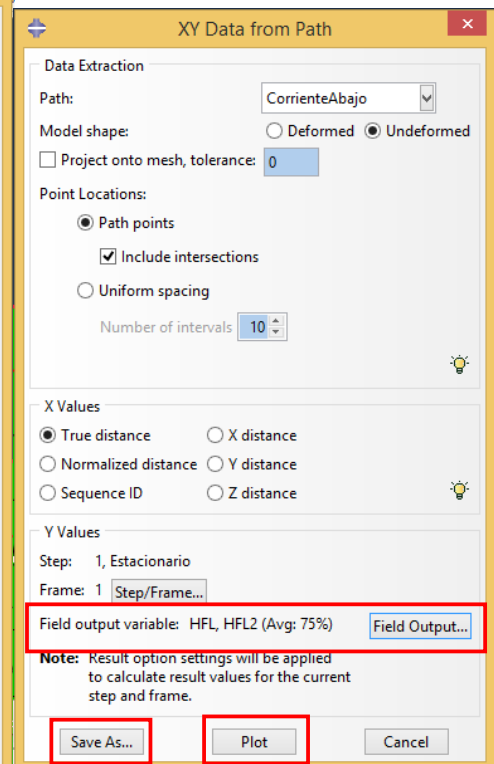 XY Data from Path
Data Extraction
Path: CorrienteAbajo
Model shape: Deformed Undeformed
Project onto mesh, tolerance: 0
Point Locations:
Path points
Include intersections
Uniform spacing
Number of intervals 10
X Values
True distance X distance
Normalized distance Y distance
Sequence ID Z distance
Y Values
Step: 1, Estacionario
Frame: 1 Step/Frame...
Field output variable: HFL, HFL2 (Avg: 75%) Field Output...
Note: Result option settings will be applied
to calculate result values for the current
step and frame.
Save As... Plot Cancel